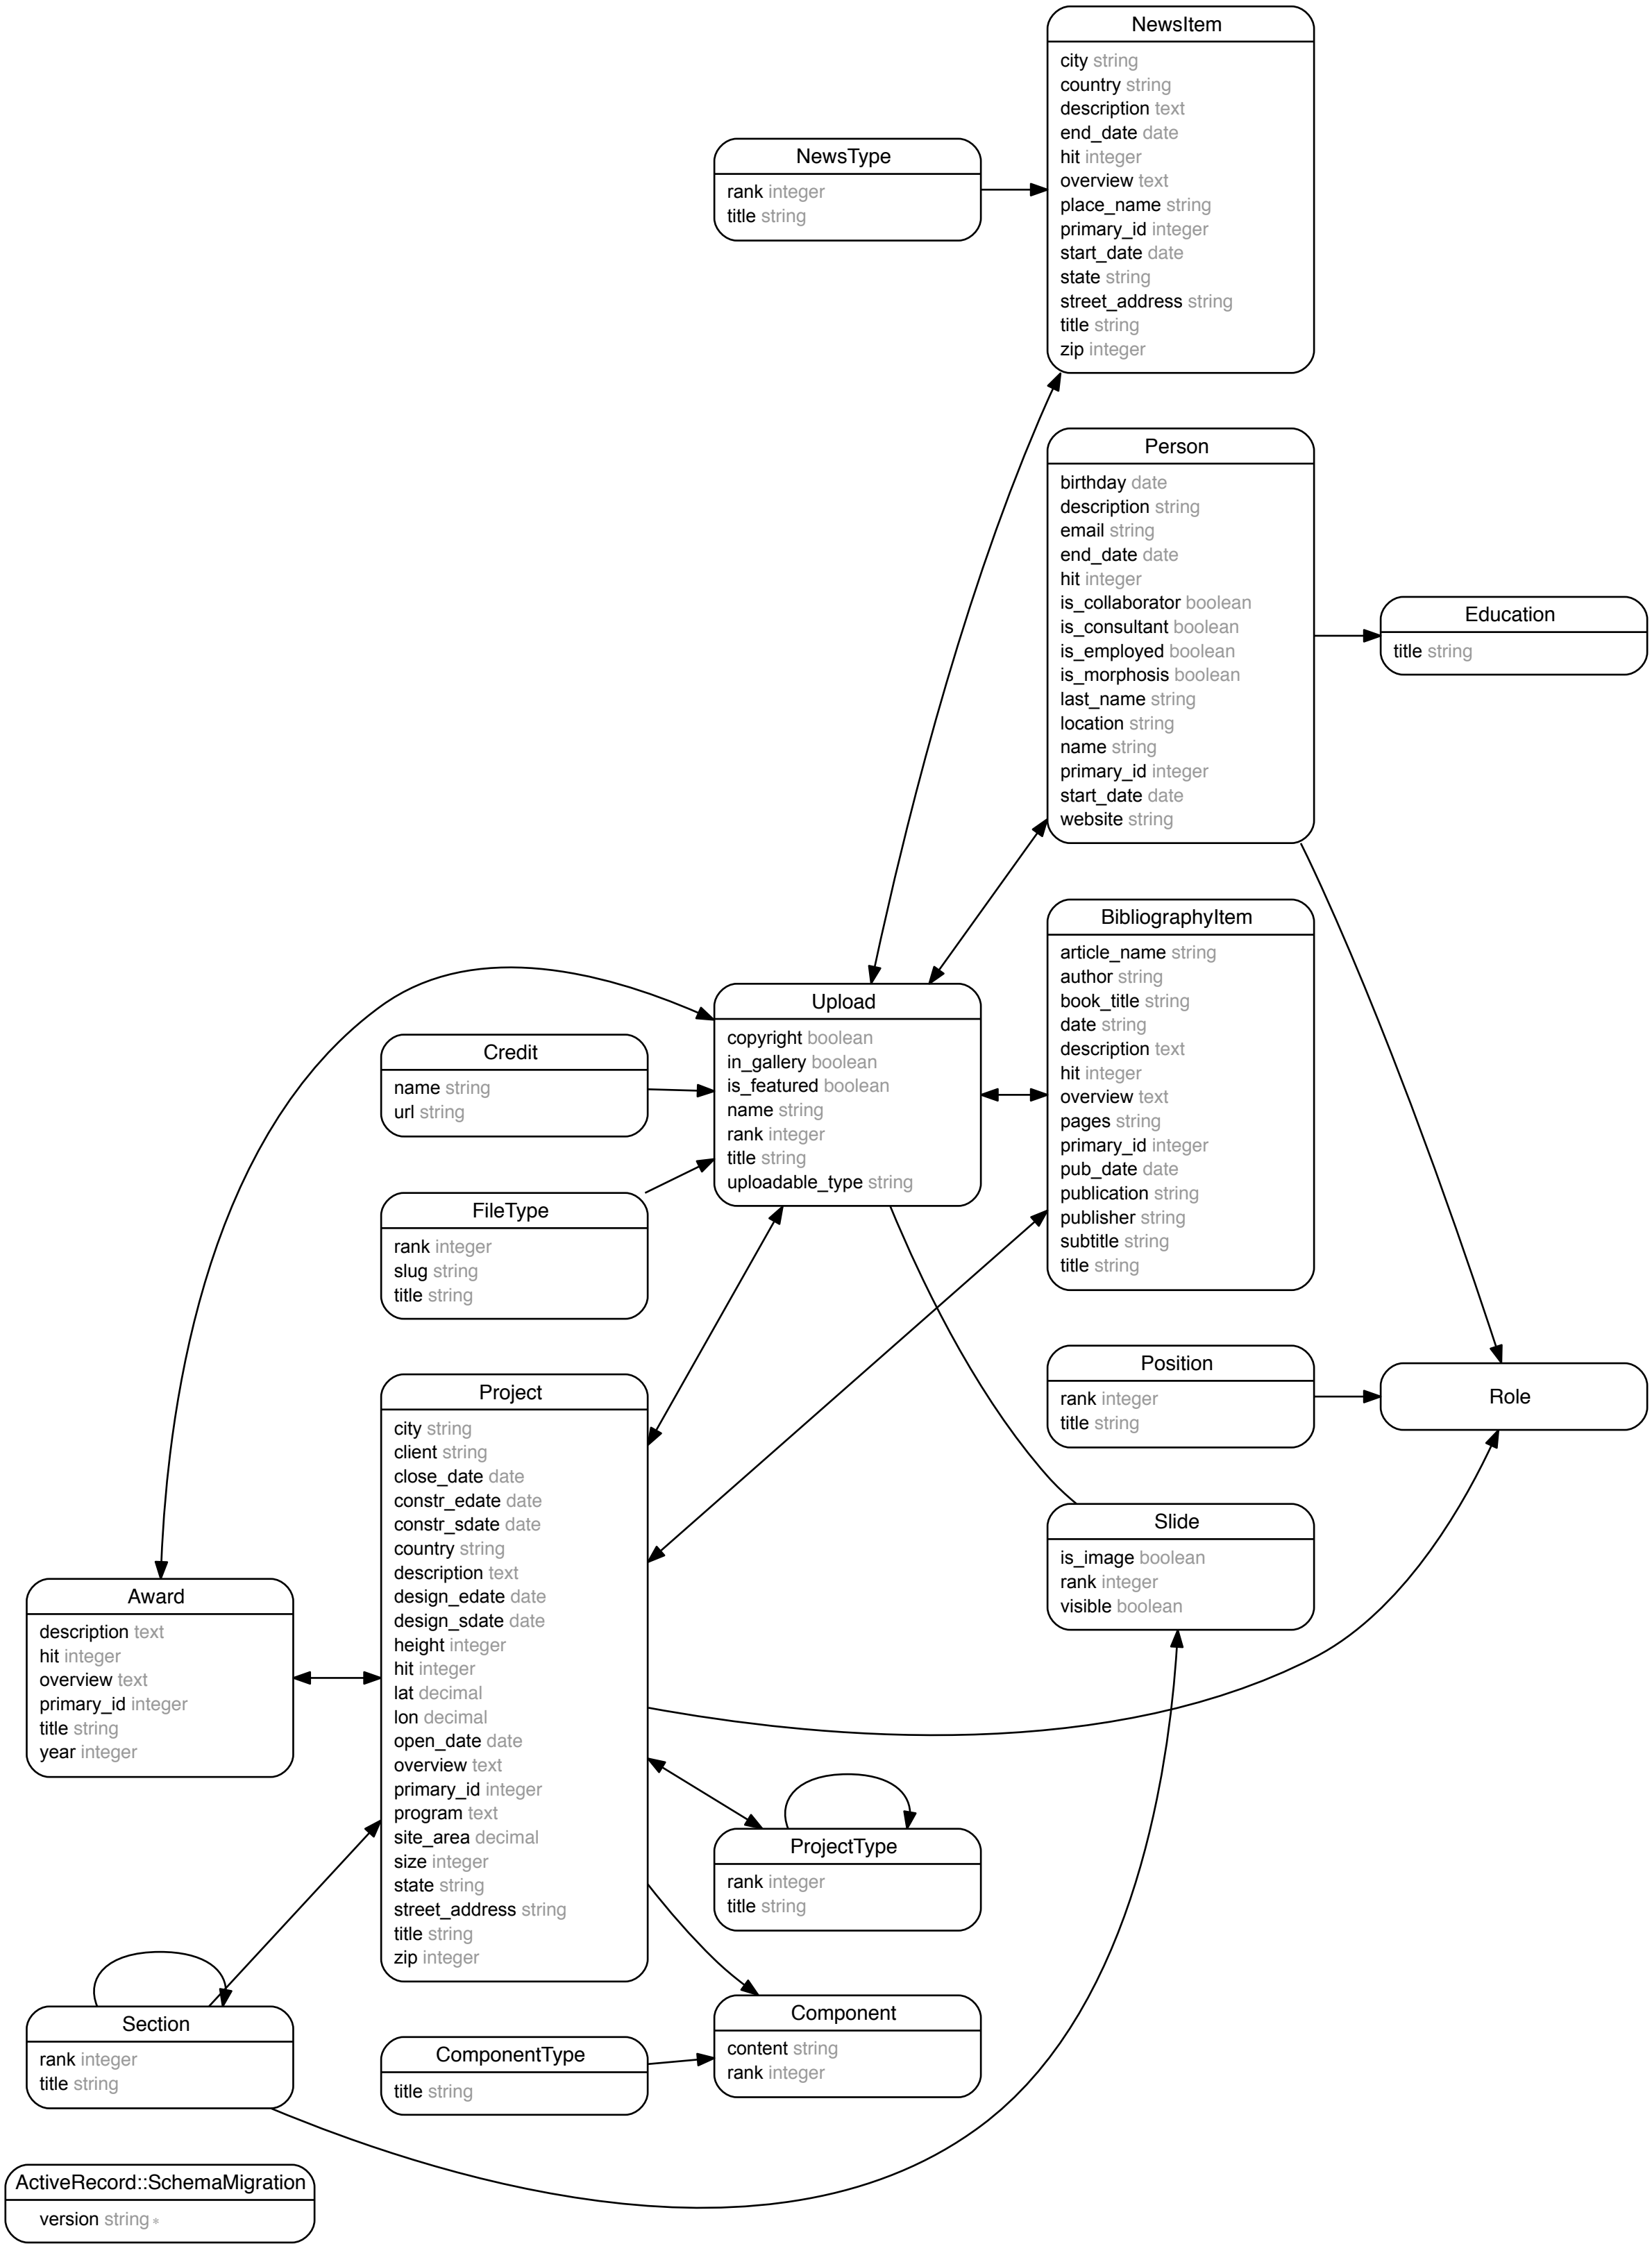 NewsItem
city string
country string
description text
end_date date
hit integer
overview text
place_name string
primary_id integer
start_date date
state string
street_address string
title string
zip integer
NewsType
rank integer
title string
Person
birthday date
description string
email string
end_date date
hit integer
is_collaborator boolean
is_consultant boolean
is_employed boolean
is_morphosis boolean
last_name string
location string
name string
primary_id integer
start_date date
website string
Education
title string
BibliographyItem
article_name string
author string
book_title string
date string
description text
hit integer
overview text
pages string
primary_id integer
pub_date date
publication string
publisher string
subtitle string
title string
Upload
copyright boolean
in_gallery boolean
is_featured boolean
name string
rank integer
title string
uploadable_type string
Credit
name string
url string
FileType
rank integer
slug string
title string
Position
rank integer
title string
Role
Project
city string
client string
close_date date
constr_edate date
constr_sdate date
country string
description text
design_edate date
design_sdate date
height integer
hit integer
lat decimal
lon decimal
open_date date
overview text
primary_id integer
program text
site_area decimal
size integer
state string
street_address string
title string
zip integer
Slide
is_image boolean
rank integer
visible boolean
Award
description text
hit integer
overview text
primary_id integer
title string
year integer
ProjectType
rank integer
title string
Section
rank integer
title string
Component
content string
rank integer
ComponentType
title string
ActiveRecord::SchemaMigration
version string *